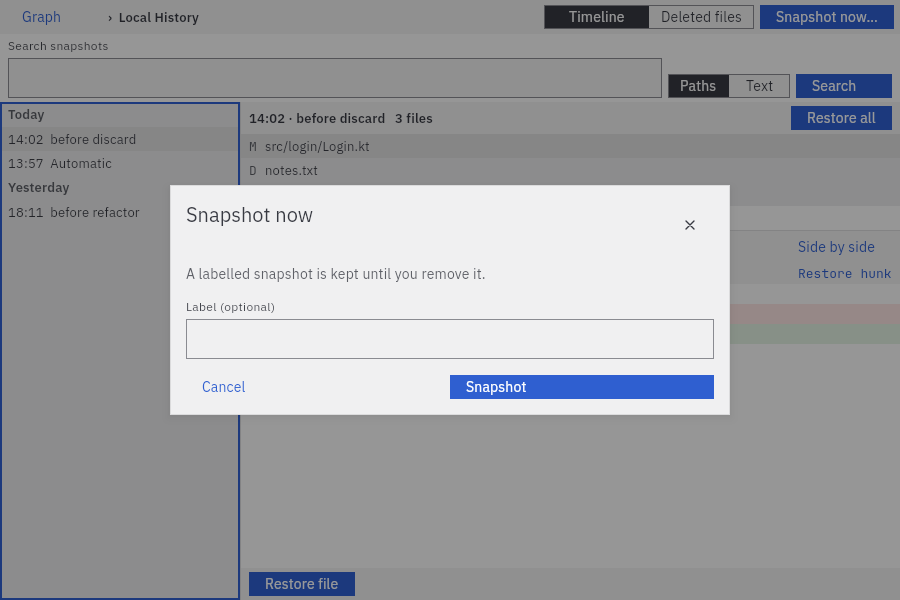 Graph › Local History Timeline Deleted files Snapshot now...
Search snapshots
Paths Text Search
Today
14:02 before discard
13:57 Automatic
Yesterday
18:11 before refactor
14:02 · before discard 3 files Restore all
M src/login/Login.kt
D notes.txt
Side by side
Restore hunk
Snapshot now
×
A labelled snapshot is kept until you remove it.
Label (optional)
Cancel Snapshot
Restore file